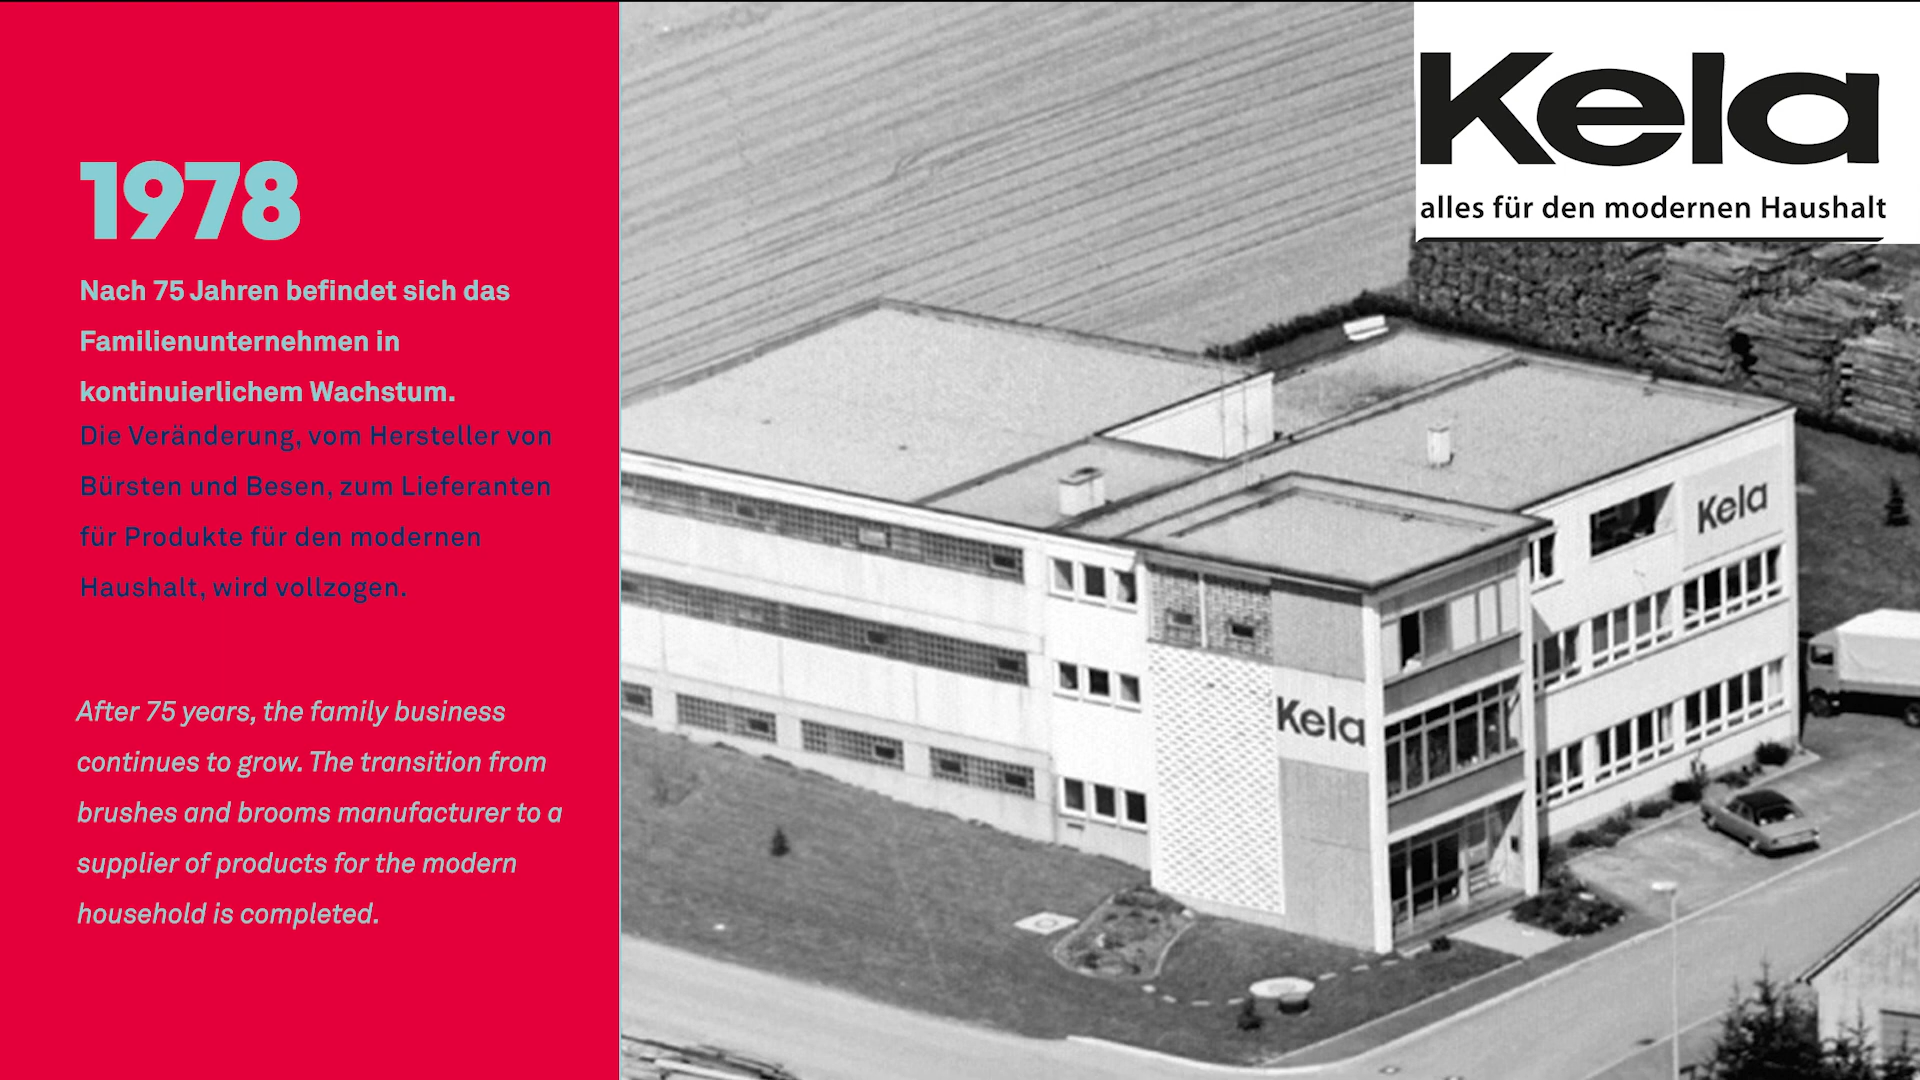 1978
Nach 75 Jahren befindet sich das
Familienunternehmen in
kontinuierlichem Wachstum.
Die Veränderung, vom Hersteller von
Bürsten und Besen, zum Lieferanten
für Produkte für den modernen
Haushalt, wird vollzogen.
After 75 years, the family business
continues to grow. The transition from
brushes and brooms manufacturer to a
supplier of products for the modern
household is completed.
Kela
alles für den modernen Haushalt
Kela
Kela